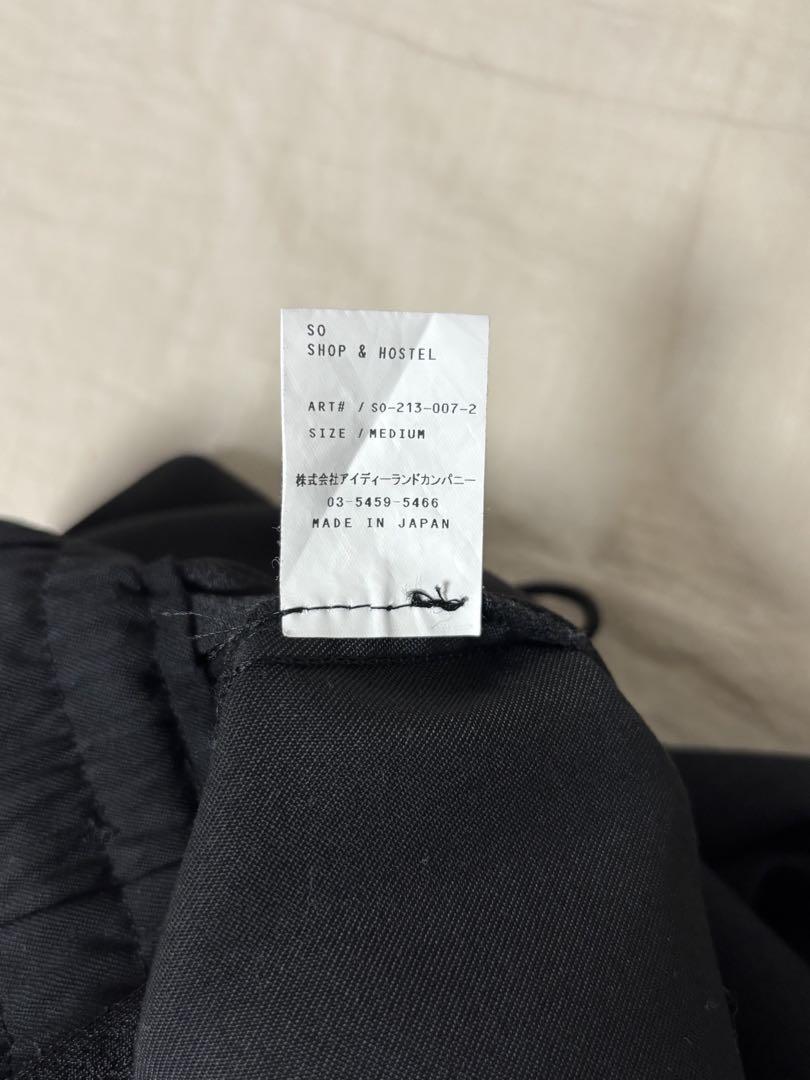 SO
SHOP & HOSTEL
ART# / SO-213-007-2
SIZE / MEDIUM
株式会社アイディーランドカンパニー
03-5459-5466
MADE IN JAPAN